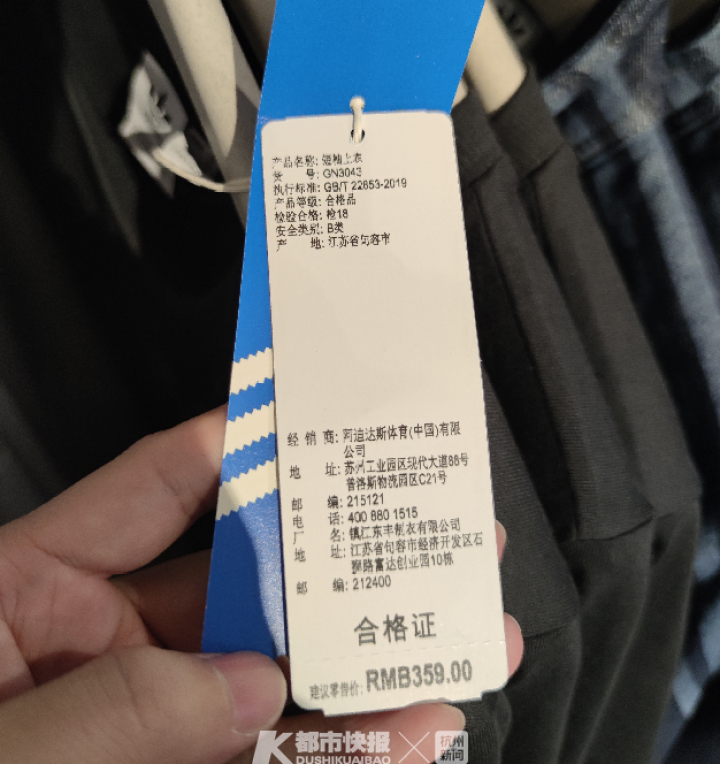 产品名称: 短袖上衣
货 号: GN3043
执行标准: GB/T 22853-2019
产品等级: 合格品
检验合格: 检18
安全类别: B类
产 地: 江苏省句容市
经 销 商: 阿迪达斯体育(中国)有限
公司
地 址: 苏州工业园区现代大道88号
普洛斯物流园区C21号
邮 编: 215121
电 话: 400 880 1515
厂 名: 镇江东丰制衣有限公司
地 址: 江苏省句容市经济开发区石
狮路富达创业园10栋
邮 编: 212400
合格证
建议零售价: RMB359.00
都市快报 × 杭州
新闻
DUSHIKUAIBAO